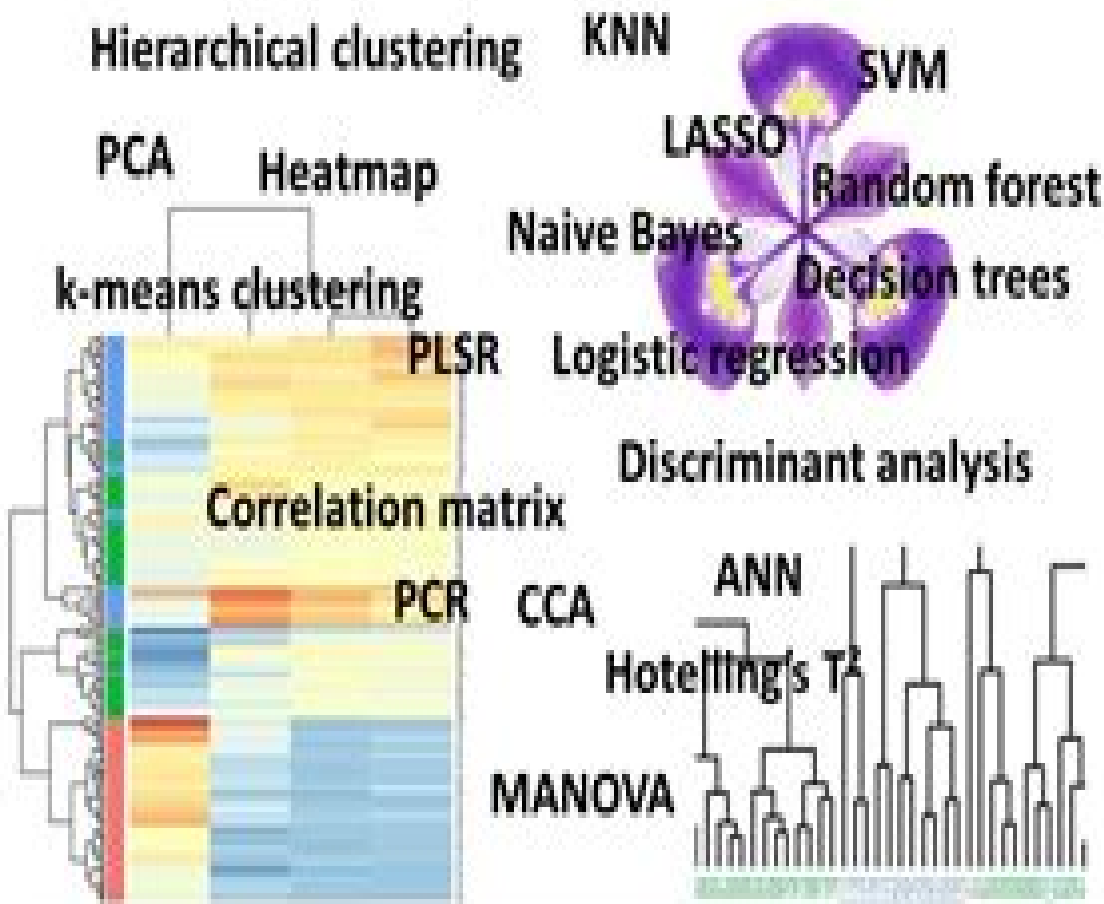 Hierarchical clustering
KNN
SVM
LASSO
PCA
Heatmap
Random forest
Naive Bayes
Decision trees
k-means clustering
PLSR
Logistic regression
Discriminant analysis
Correlation matrix
ANN
PCR
CCA
Hotelling's T²
MANOVA